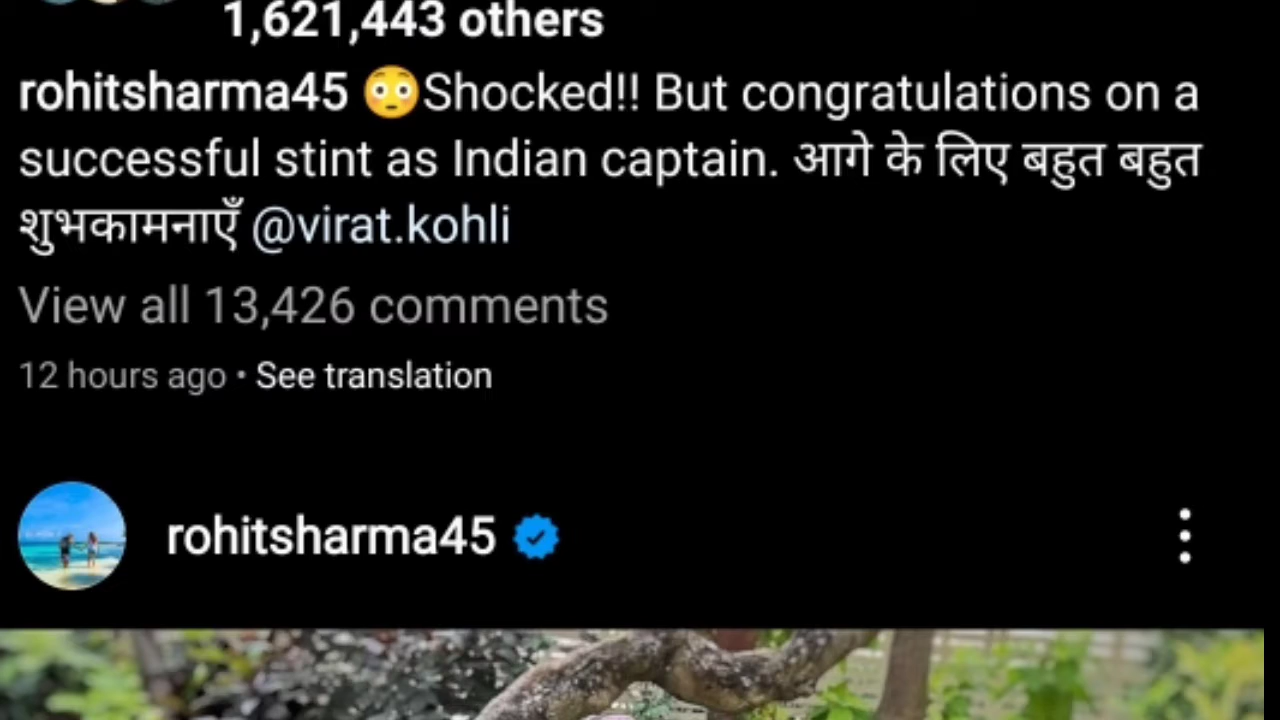 1,621,443 others
rohitsharma45 😳Shocked!! But congratulations on a
successful stint as Indian captain. आगे के लिए बहुत बहुत
शुभकामनाएँ @virat.kohli
View all 13,426 comments
12 hours ago • See translation
rohitsharma45